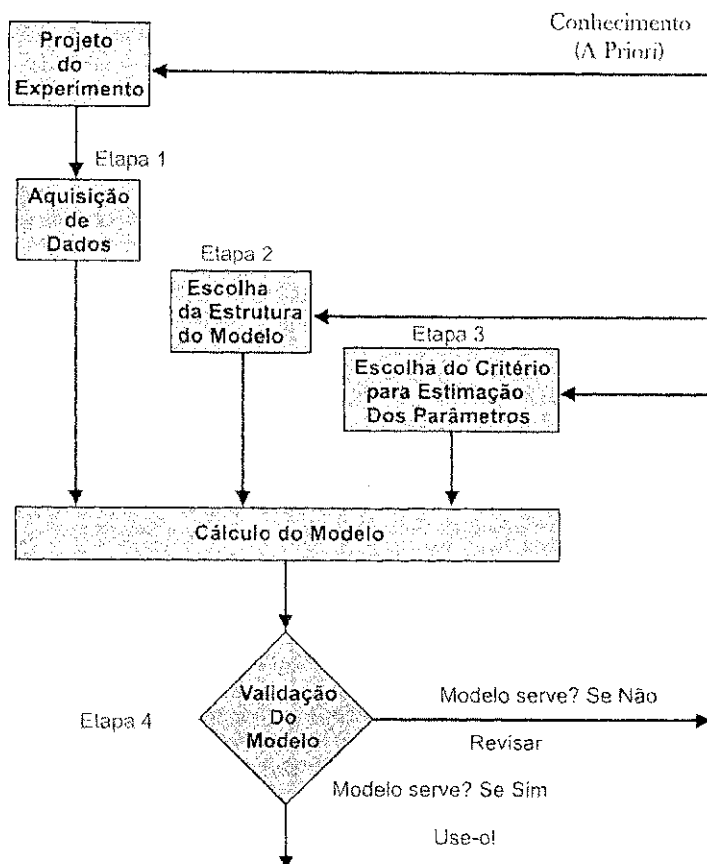 Conhecimento
(A Priori)
Projeto
do
Experimento
Etapa 1
Aquisição
de
Dados
Etapa 2
Escolha
da Estrutura
do Modelo
Etapa 3
Escolha do Critério
para Estimação
Dos Parâmetros
Cálculo do Modelo
Etapa 4
Validação
Do
Modelo
Modelo serve? Se Não
Revisar
Modelo serve? Se Sim
Use-o!